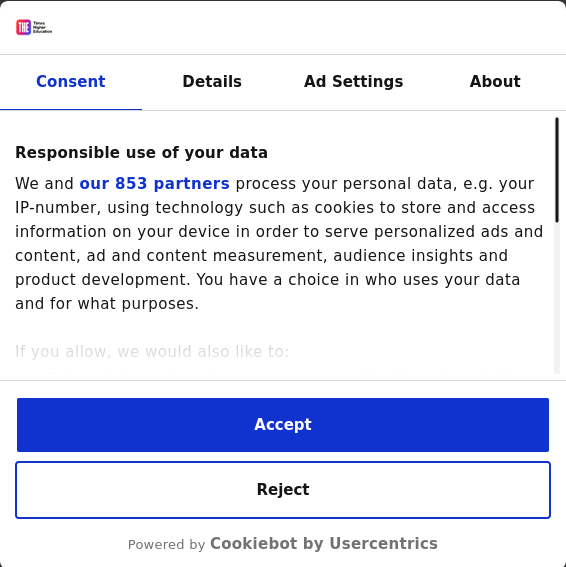 THE Times Higher Education
Consent Details Ad Settings About
Responsible use of your data
We and our 853 partners process your personal data, e.g. your
IP-number, using technology such as cookies to store and access
information on your device in order to serve personalized ads and
content, ad and content measurement, audience insights and
product development. You have a choice in who uses your data
and for what purposes.
If you allow, we would also like to:
Accept
Reject
Powered by Cookiebot by Usercentrics